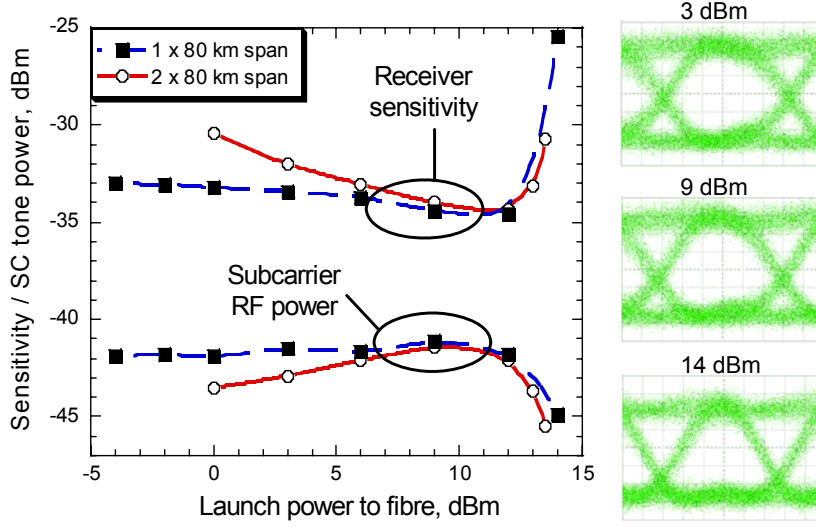 1 x 80 km span
2 x 80 km span
Receiver
sensitivity
Subcarrier
RF power
Sensitivity / SC tone power, dBm
-25
-30
-35
-40
-45
-5
0
5
10
15
Launch power to fibre, dBm
3 dBm
9 dBm
14 dBm